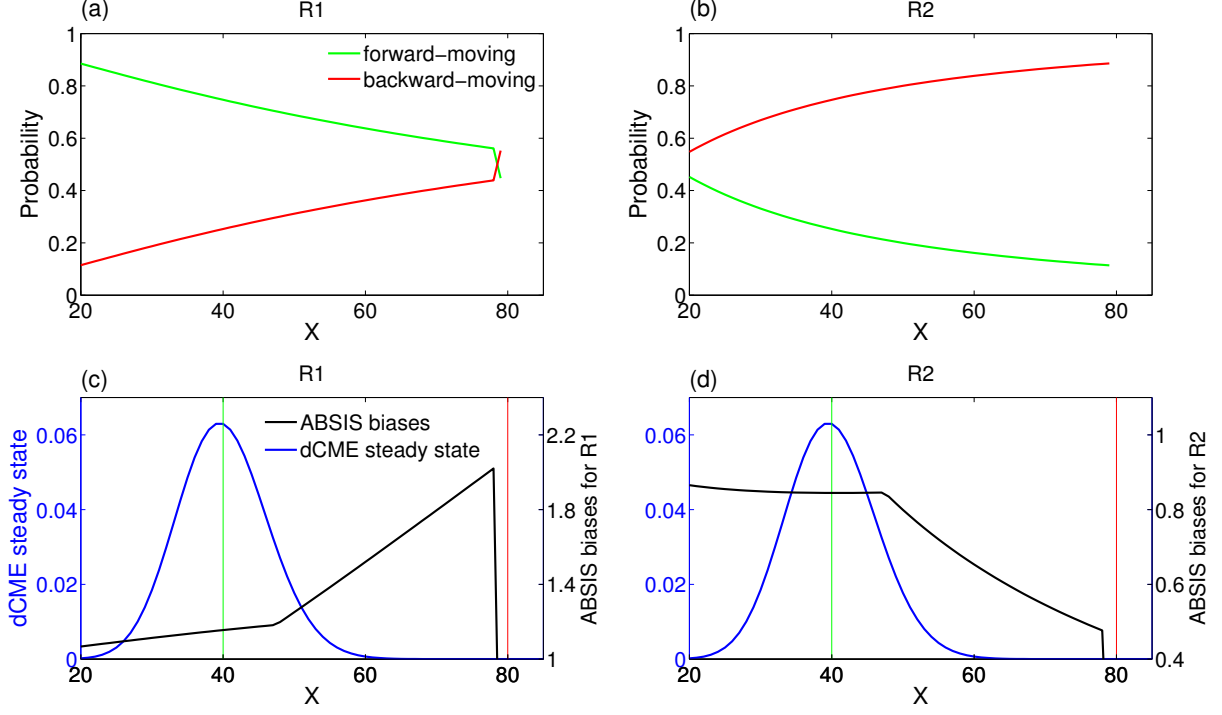 (a)
R1
1
0.8
0.6
0.4
0.2
0
Probability
forward−moving
backward−moving
20
40
60
80
X
(b)
R2
1
0.8
0.6
0.4
0.2
0
Probability
20
40
60
80
X
(c)
R1
dCME steady state
0.06
0.04
0.02
0
ABSIS biases
dCME steady state
2.2
1.8
1.4
1
ABSIS biases for R1
20
40
60
80
X
(d)
R2
0.06
0.04
0.02
0
1
0.8
0.6
0.4
ABSIS biases for R2
20
40
60
80
X